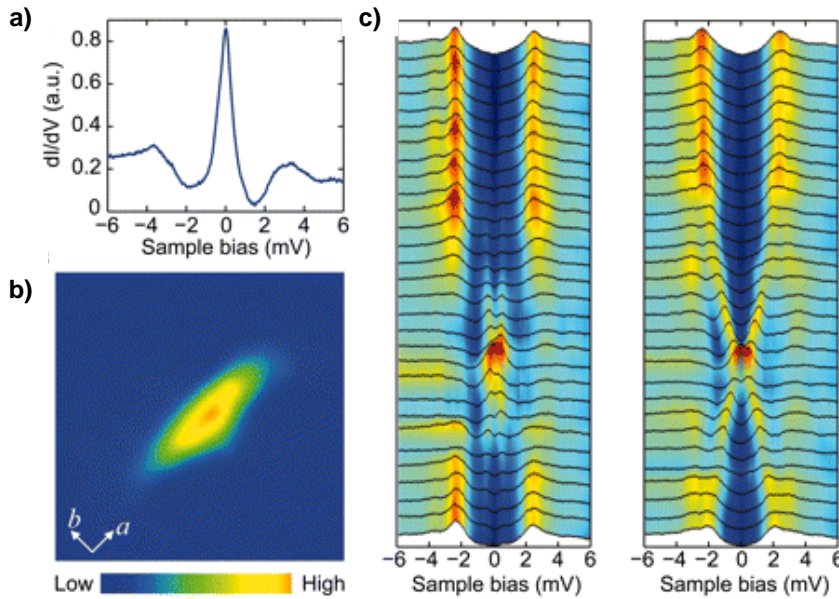 a)
0.8
0.6
0.4
0.2
0
dI/dV (a.u.)
−6 −4 −2 0 2 4 6
Sample bias (mV)
b)
b
a
Low High
c)
−6 −4 −2 0 2 4 6
Sample bias (mV)
−6 −4 −2 0 2 4 6
Sample bias (mV)